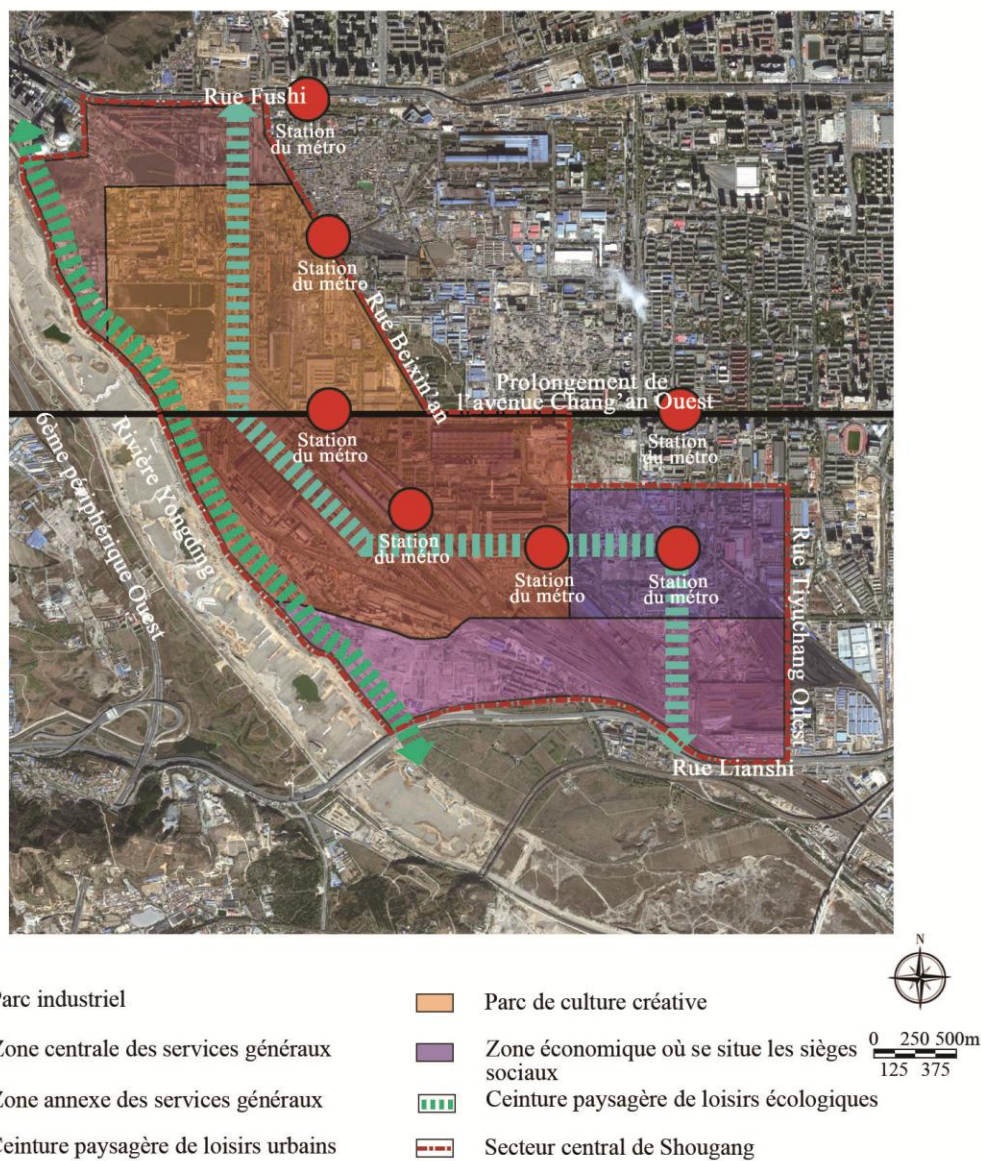 Rue Fushi
Station
du métro
Station
du métro
Rue Beixin'an
Prolongement de
l'avenue Chang'an Ouest
Station
du métro
Station
du métro
Rivière Yongding
6ème périphérique Ouest
Station
du métro
Station
du métro
Station
du métro
Rue Tiyuchang Ouest
Rue Lianshi
N
Parc industriel
Parc de culture créative
Zone centrale des services généraux
Zone économique où se situe les sièges
sociaux
0 250 500m
125 375
Zone annexe des services généraux
Ceinture paysagère de loisirs écologiques
Ceinture paysagère de loisirs urbains
Secteur central de Shougang